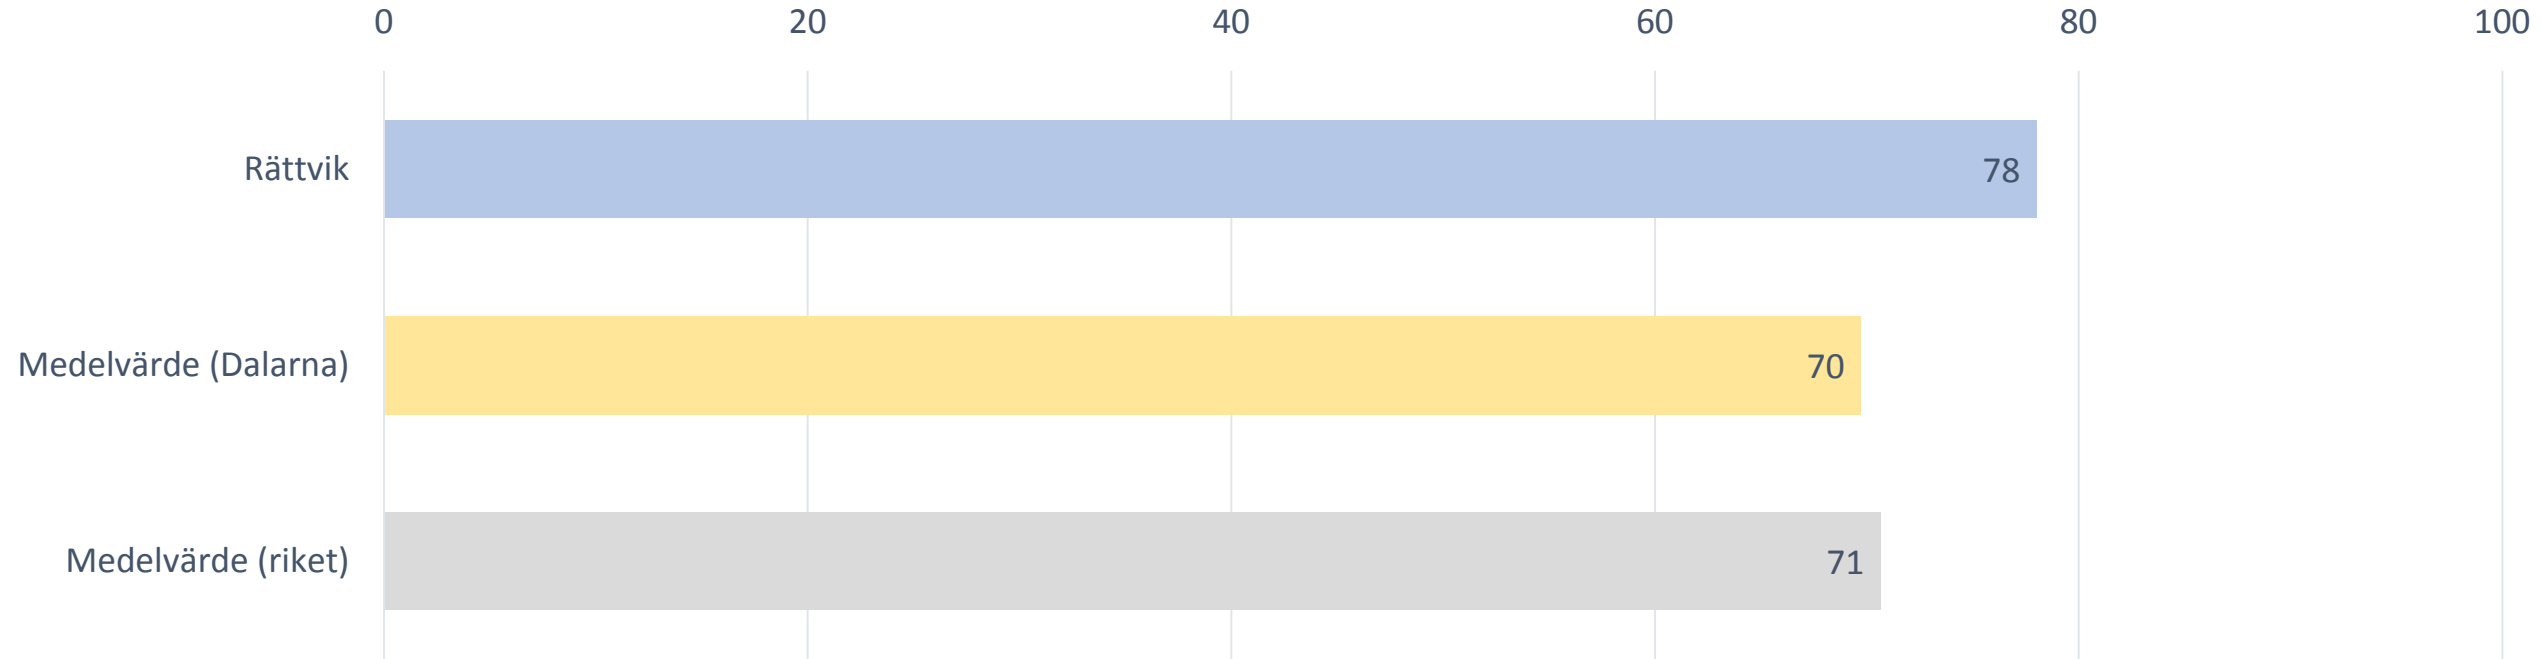 0 20 40 60 80 100
Rättvik 78
Medelvärde (Dalarna) 70
Medelvärde (riket) 71